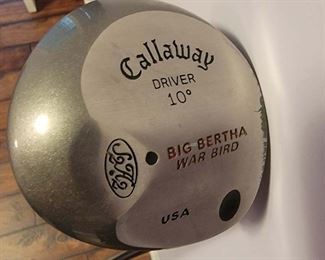 Callaway
DRIVER
10°
BIG BERTHA
WAR BIRD
USA